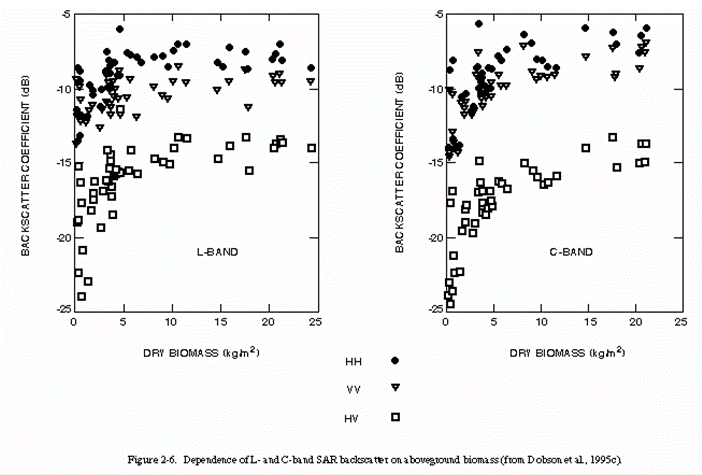 -5
-10
-15
-20
-25
BACKSCATTER COEFFICIENT (dB)
L-BAND
0 5 10 15 20 25
DRY BIOMASS (kg/m2)
-5
-10
-15
-20
-25
BACKSCATTER COEFFICIENT (dB)
C-BAND
0 5 10 15 20 25
DRY BIOMASS (kg/m2)
HH
VV
HV
Figure 2-6. Dependence of L- and C-band SAR backscatter on aboveground biomass (from Dobson et al., 1995c).